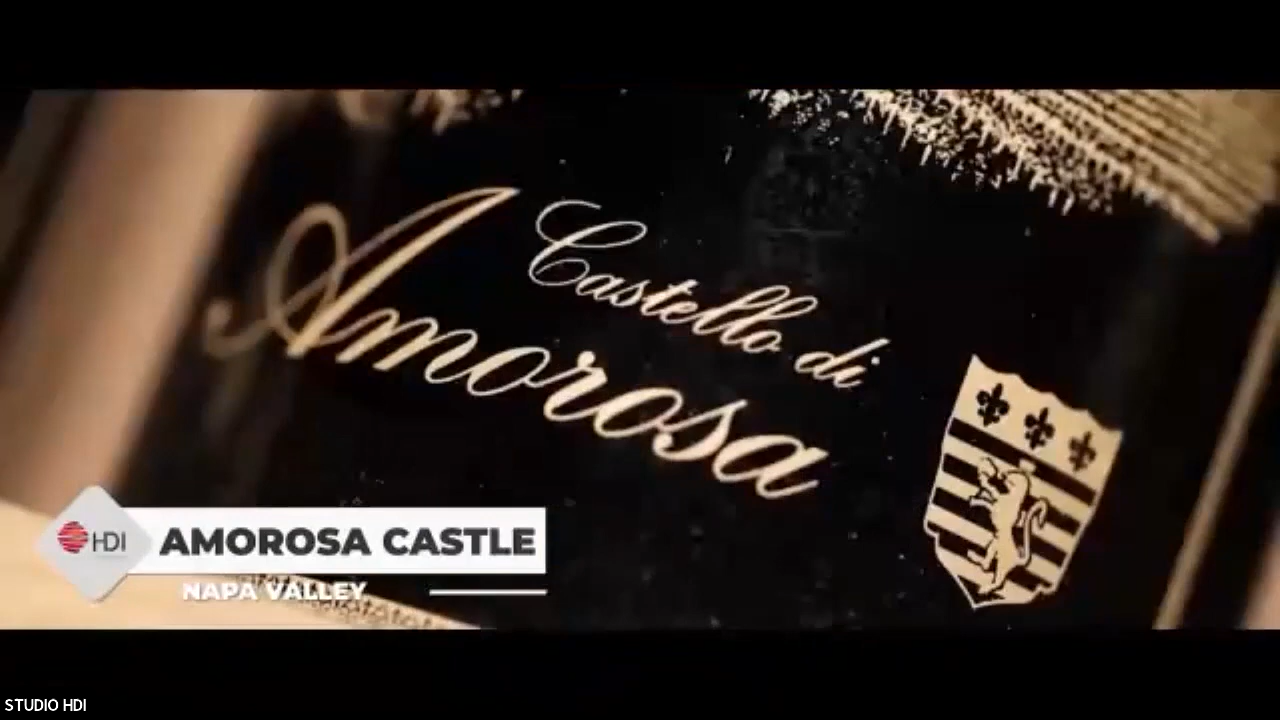 Castello di
Amorosa
HDI
AMOROSA CASTLE
NAPA VALLEY
STUDIO HDI